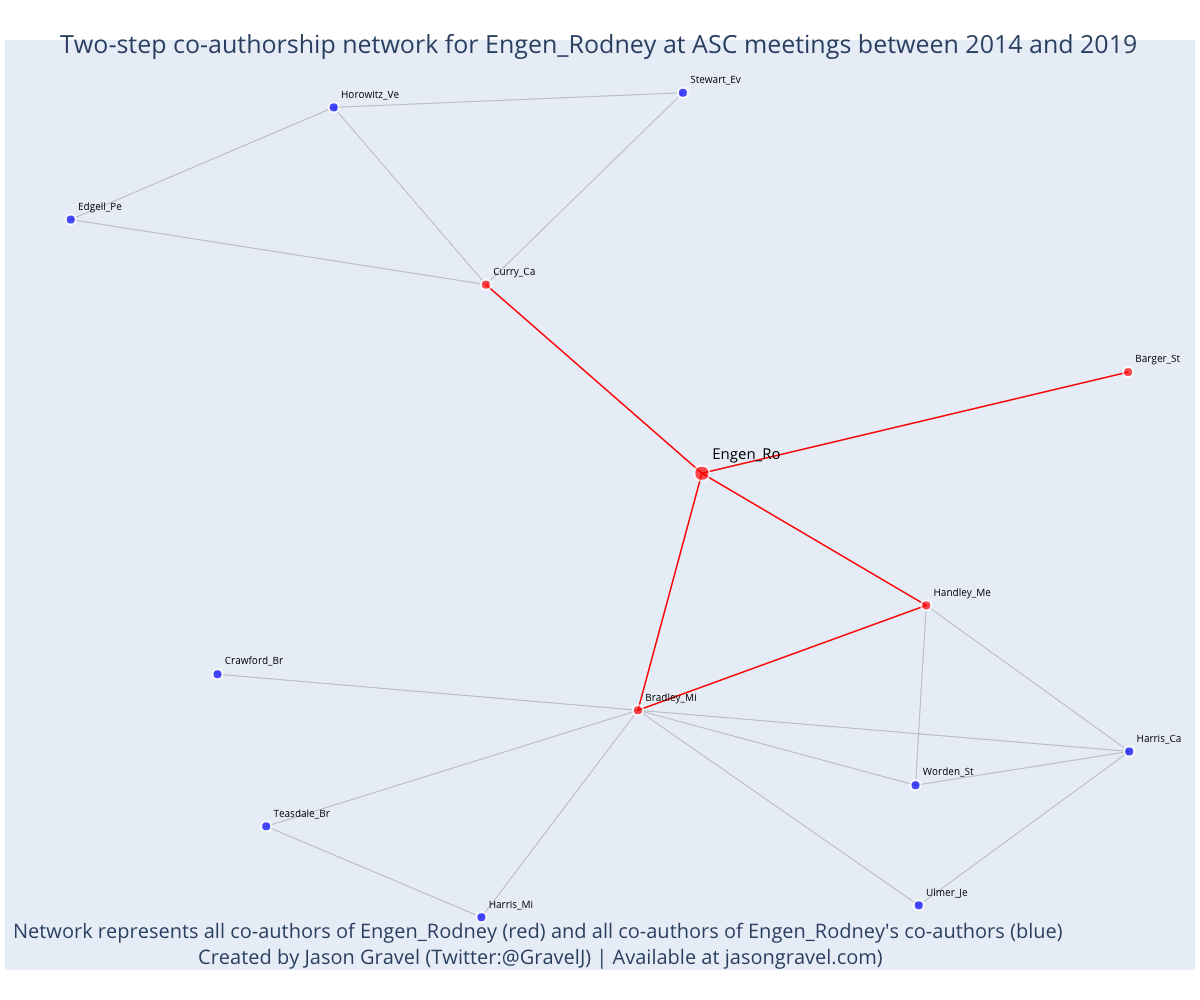 Two-step co-authorship network for Engen_Rodney at ASC meetings between 2014 and 2019
Stewart_Ev
Horowitz_Ve
Edgell_Pe
Curry_Ca
Barger_St
Engen_Ro
Handley_Me
Crawford_Br
Bradley_Mi
Harris_Ca
Worden_St
Teasdale_Br
Ulmer_Je
Harris_Mi
Network represents all co-authors of Engen_Rodney (red) and all co-authors of Engen_Rodney's co-authors (blue)
Created by Jason Gravel (Twitter:@GravelJ) | Available at jasongravel.com)